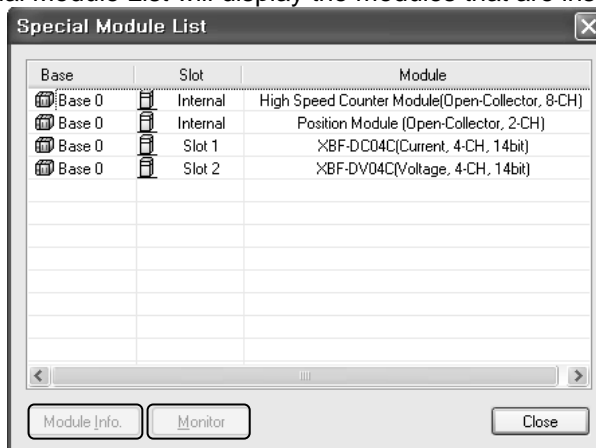 al Module List will display the modules that are ins
Special Module List
Base Slot Module
Base 0 Internal High Speed Counter Module(Open-Collector, 8-CH)
Base 0 Internal Position Module (Open-Collector, 2-CH)
Base 0 Slot 1 XBF-DC04C(Current, 4-CH, 14bit)
Base 0 Slot 2 XBF-DV04C(Voltage, 4-CH, 14bit)
Module Info. Monitor Close